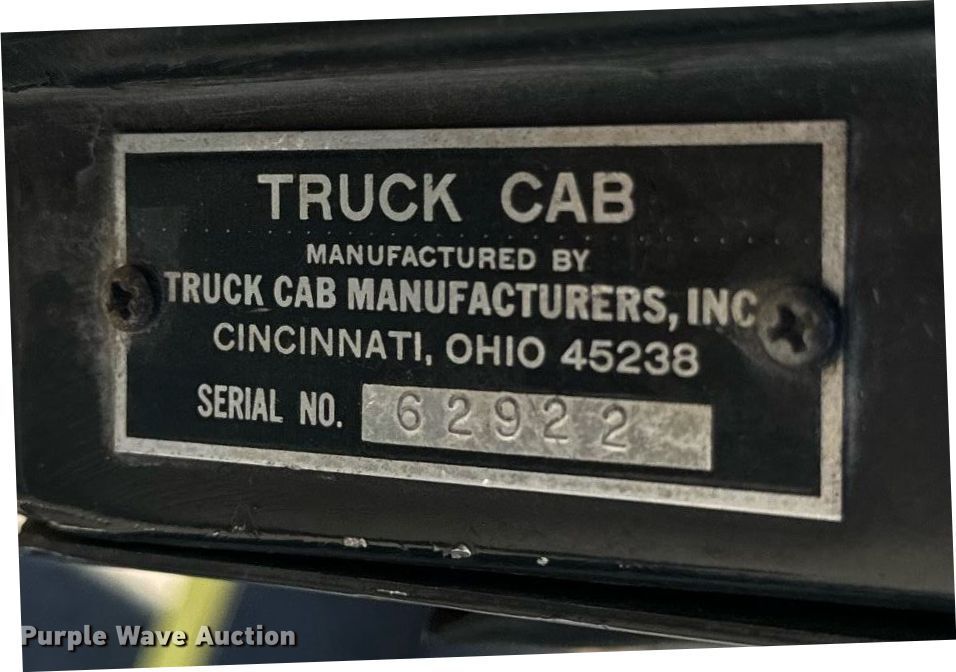 TRUCK CAB
MANUFACTURED BY
TRUCK CAB MANUFACTURERS, INC
CINCINNATI, OHIO 45238
SERIAL NO. 62922
Purple Wave Auction